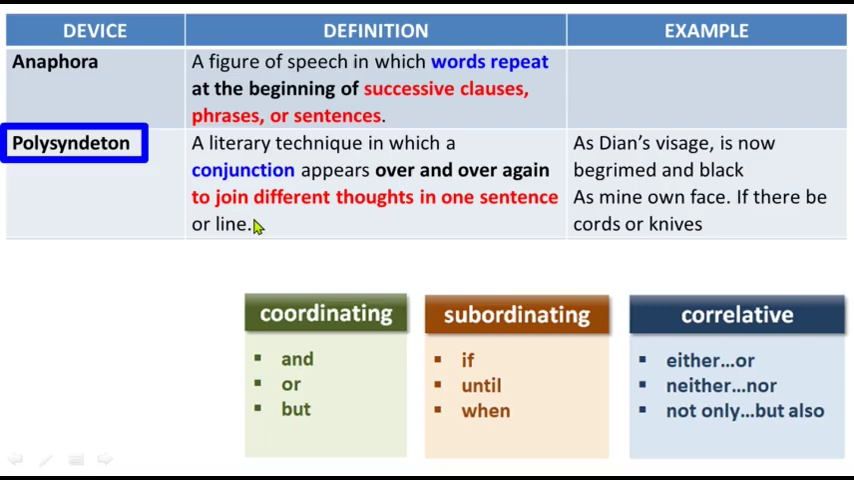 DEVICE
DEFINITION
EXAMPLE
Anaphora
A figure of speech in which words repeat
at the beginning of successive clauses,
phrases, or sentences.
Polysyndeton
A literary technique in which a
conjunction appears over and over again
to join different thoughts in one sentence
or line.
As Dian’s visage, is now
begrimed and black
As mine own face. If there be
cords or knives
coordinating
▪ and
▪ or
▪ but
subordinating
▪ if
▪ until
▪ when
correlative
▪ either…or
▪ neither…nor
▪ not only…but also